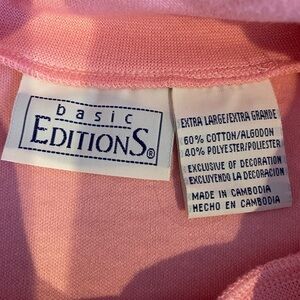 basic
EDITIONS®
EXTRA LARGE/EXTRA GRANDE
60% COTTON/ALGODON
40% POLYESTER/POLIESTER
EXCLUSIVE OF DECORATION
EXCLUYENDO LA DECORACION
MADE IN CAMBODIA
HECHO EN CAMBODIA